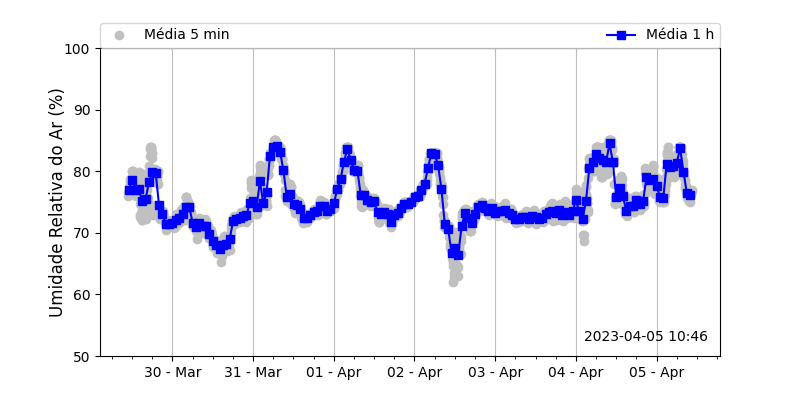 Média 5 min Média 1 h
Umidade Relativa do Ar (%)
100
90
80
70
60
50
2023-04-05 10:46
30 - Mar 31 - Mar 01 - Apr 02 - Apr 03 - Apr 04 - Apr 05 - Apr